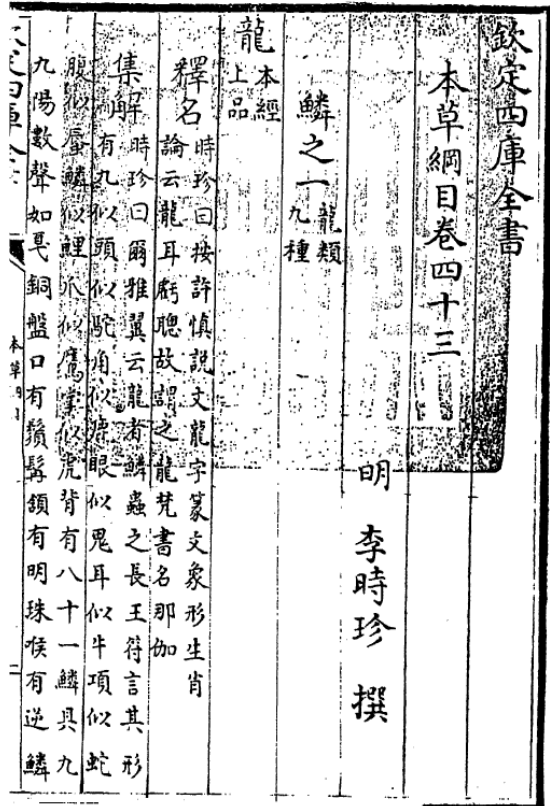 欽定四庫全書
本草綱目卷四十三
明 李時珍 撰
鱗之一 龍類
九種
龍 本經
上品
釋名 時珍曰按許慎說文龍字篆文象形生肖
論云龍耳虧聰故謂之龍梵書名那伽
集解 時珍曰爾雅翼云龍者鱗蟲之長王符言其形
有九似頭似駝角似鹿眼似鬼耳似牛項似蛇
腹似蜃鱗似鯉爪似鷹掌似虎背有八十一鱗具九
九陽數聲如戞銅盤口有鬚髯頷有明珠喉有逆鱗